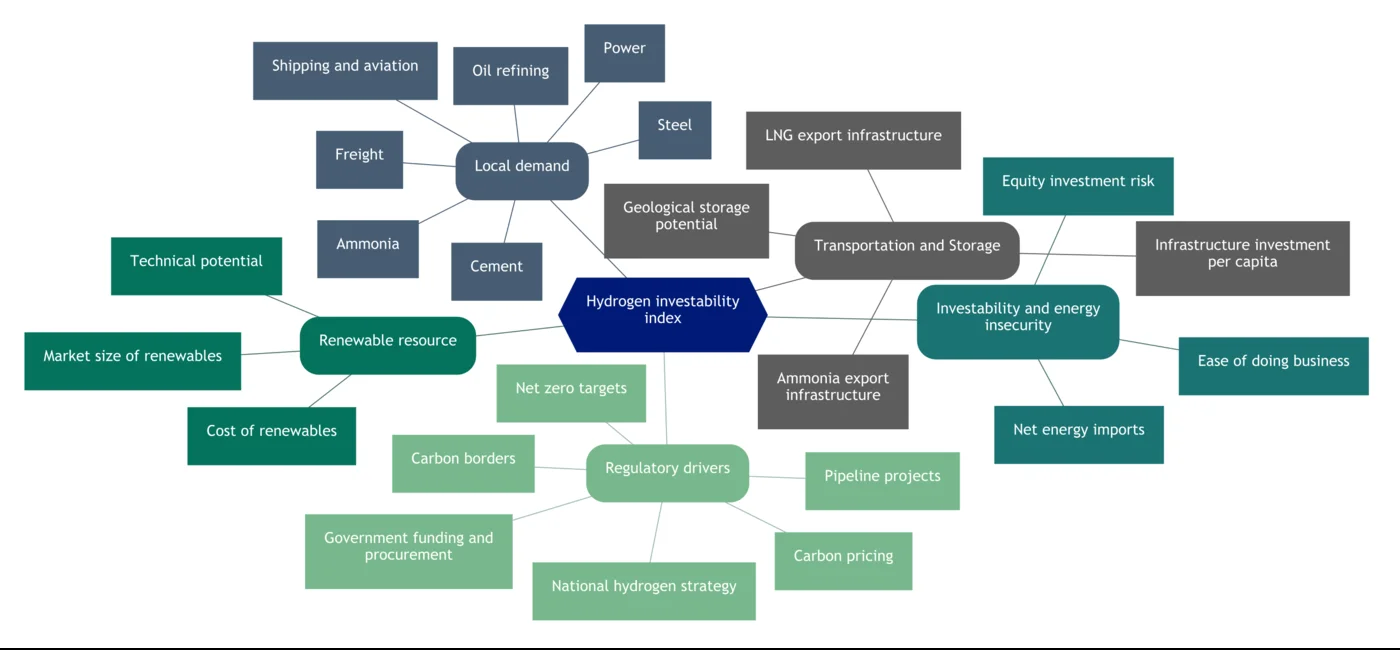 Power
Shipping and aviation
Oil refining
Steel
LNG export infrastructure
Freight
Local demand
Equity investment risk
Geological storage
potential
Ammonia
Transportation and Storage
Infrastructure investment
per capita
Technical potential
Cement
Hydrogen investability
index
Investability and energy
insecurity
Renewable resource
Market size of renewables
Ease of doing business
Net zero targets
Ammonia export
infrastructure
Cost of renewables
Net energy imports
Carbon borders
Regulatory drivers
Pipeline projects
Government funding and
procurement
Carbon pricing
National hydrogen strategy